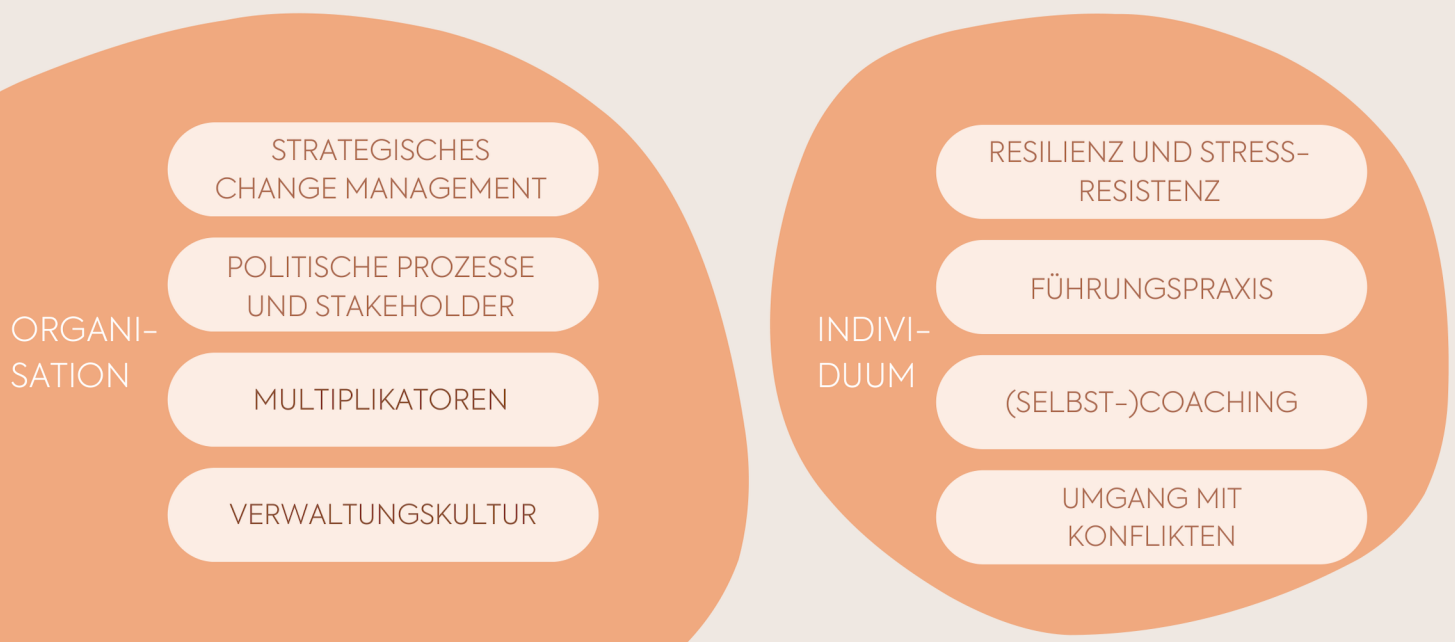 ORGANI-
SATION
STRATEGISCHES
CHANGE MANAGEMENT
POLITISCHE PROZESSE
UND STAKEHOLDER
MULTIPLIKATOREN
VERWALTUNGSKULTUR
INDIVI-
DUUM
RESILIENZ UND STRESS-
RESISTENZ
FÜHRUNGSPRAXIS
(SELBST-)COACHING
UMGANG MIT
KONFLIKTEN